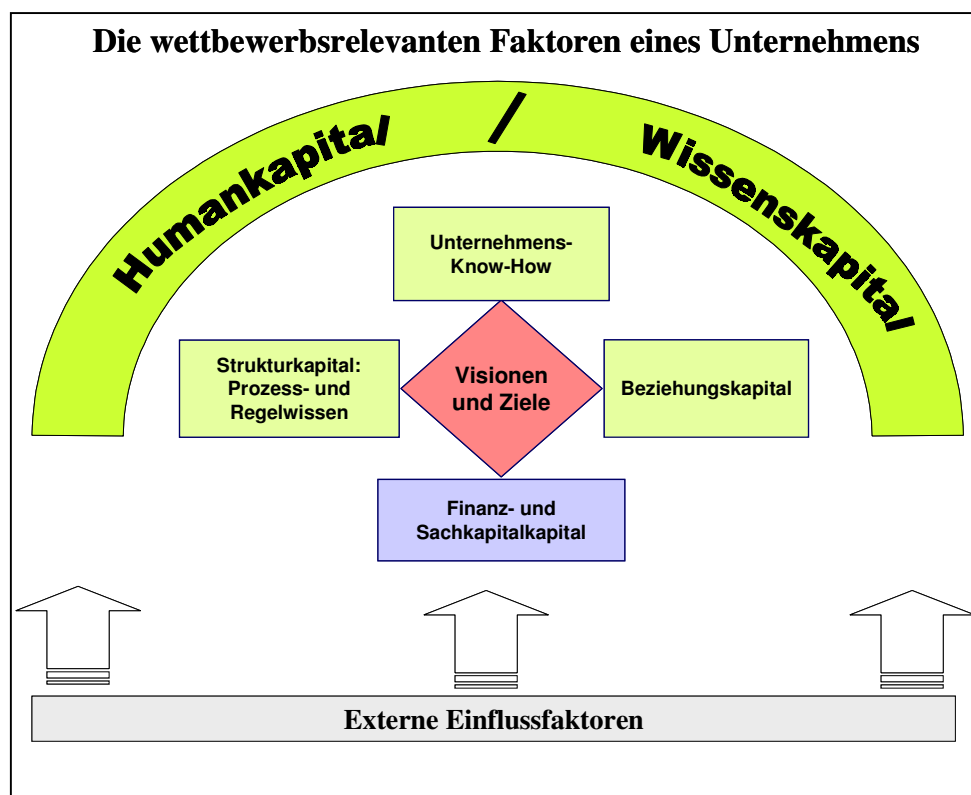 Die wettbewerbsrelevanten Faktoren eines Unternehmens
Humankapital / Wissenskapital
Unternehmens-
Know-How
Strukturkapital:
Prozess- und
Regelwissen
Visionen
und Ziele
Beziehungskapital
Finanz- und
Sachkapitalkapital
Externe Einflussfaktoren